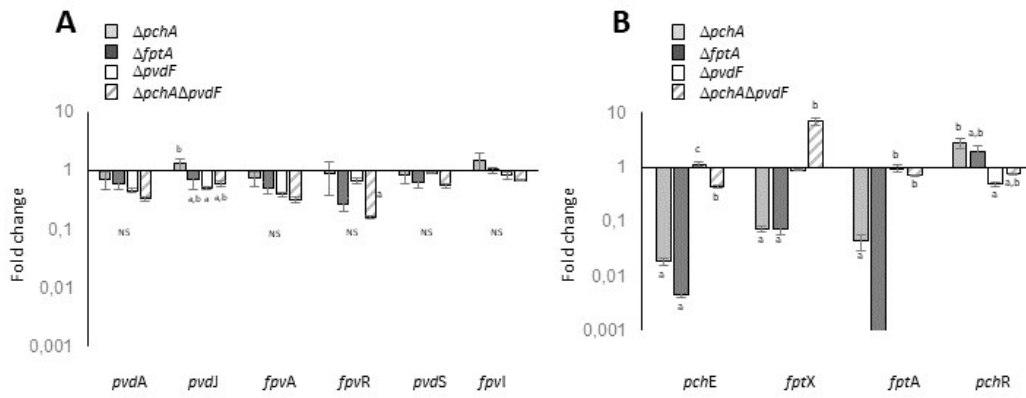 A
ΔpchA
ΔfptA
ΔpvdF
ΔpchAΔpvdF
Fold change
10
1
0,1
0,01
0,001
b
a,b
a
a,b
a
NS
NS
NS
NS
NS
pvdA
pvdJ
fpvA
fpvR
pvdS
fpvI
B
ΔpchA
ΔfptA
ΔpvdF
ΔpchAΔpvdF
Fold change
10
1
0,1
0,01
0,001
a
a
c
b
a
a
b
a
b
b
b
a,b
a
a,b
pchE
fptX
fptA
pchR